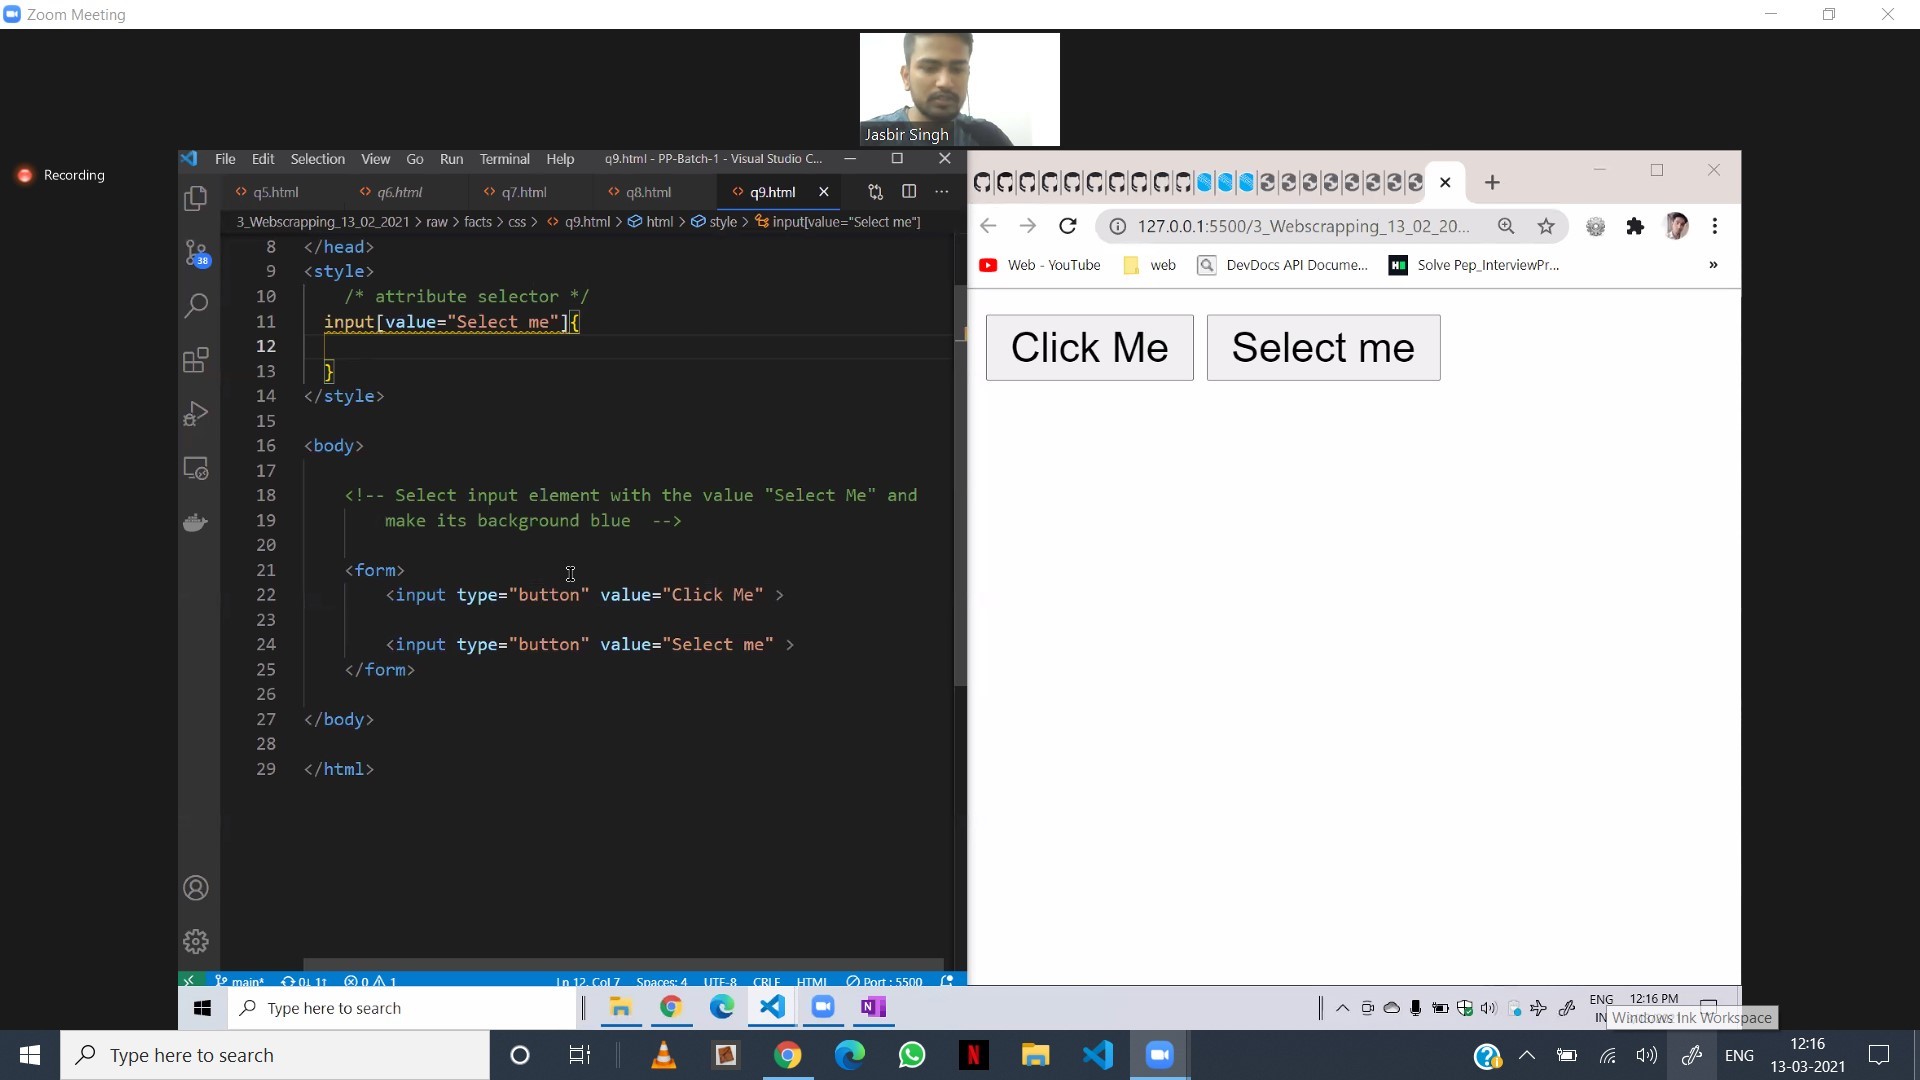 Zoom Meeting
Jasbir Singh
Recording
File Edit Selection View Go Run Terminal Help q9.html - PP-Batch-1 - Visual Studio C...
q5.html q6.html q7.html q8.html q9.html
3_Webscrapping_13_02_2021 > raw > facts > css > q9.html > html > style > input[value="Select me"]
8 </head>
9 <style>
10 /* attribute selector */
11 input[value="Select me"]{
12
13 }
14 </style>
15
16 <body>
17
18 <!-- Select input element with the value "Select Me" and
19 make its background blue -->
20
21 <form>
22 <input type="button" value="Click Me" >
23
24 <input type="button" value="Select me" >
25 </form>
26
27 </body>
28
29 </html>
38
main* 0↓ 1↑ 0 1 Ln 12, Col 7 Spaces: 4 UTF-8 CRLF HTML Port : 5500
127.0.0.1:5500/3_Webscrapping_13_02_20...
Web - YouTube web DevDocs API Docume... Solve Pep_InterviewPr... »
Click Me Select me
Type here to search
ENG
IN
12:16 PM
Windows Ink Workspace
Type here to search
ENG
12:16
13-03-2021